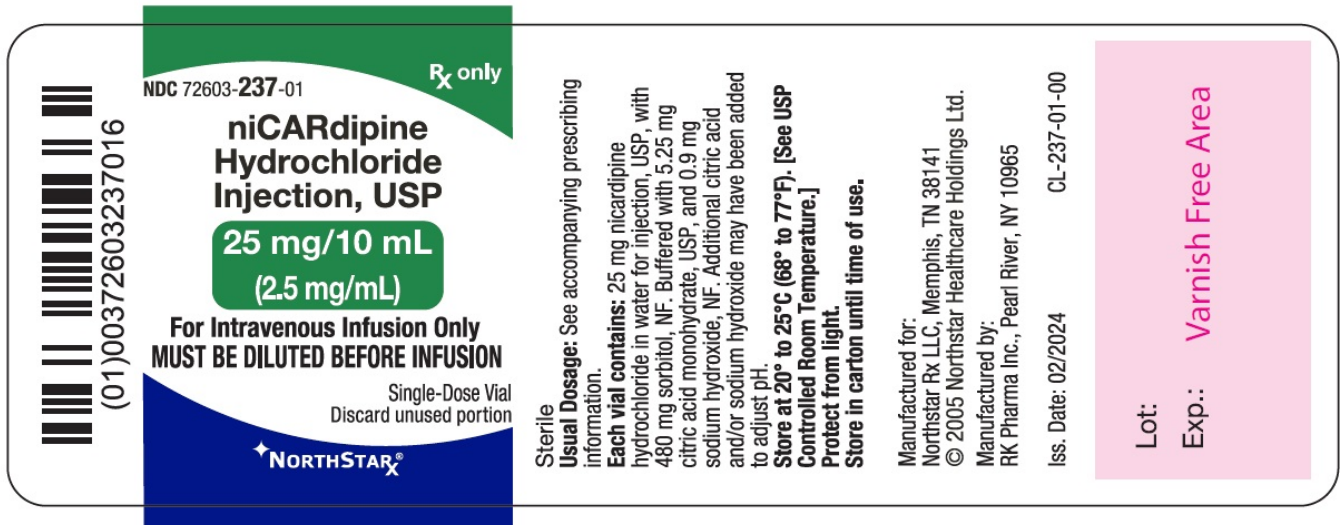 (01)00372603237016
NDC 72603-237-01
Rx only
niCARdipine
Hydrochloride
Injection, USP
25 mg/10 mL
(2.5 mg/mL)
For Intravenous Infusion Only
MUST BE DILUTED BEFORE INFUSION
Single-Dose Vial
Discard unused portion
NORTHSTARx®
Sterile
Usual Dosage: See accompanying prescribing
information.
Each vial contains: 25 mg nicardipine
hydrochloride in water for injection, USP, with
480 mg sorbitol, NF. Buffered with 5.25 mg
citric acid monohydrate, USP, and 0.9 mg
sodium hydroxide, NF. Additional citric acid
and/or sodium hydroxide may have been added
to adjust pH.
Store at 20° to 25°C (68° to 77°F). [See USP
Controlled Room Temperature.]
Protect from light.
Store in carton until time of use.
Manufactured for:
Northstar Rx LLC, Memphis, TN 38141
© 2005 Northstar Healthcare Holdings Ltd.
Manufactured by:
RK Pharma Inc., Pearl River, NY 10965
Iss. Date: 02/2024 CL-237-01-00
Lot:
Exp.:
Varnish Free Area